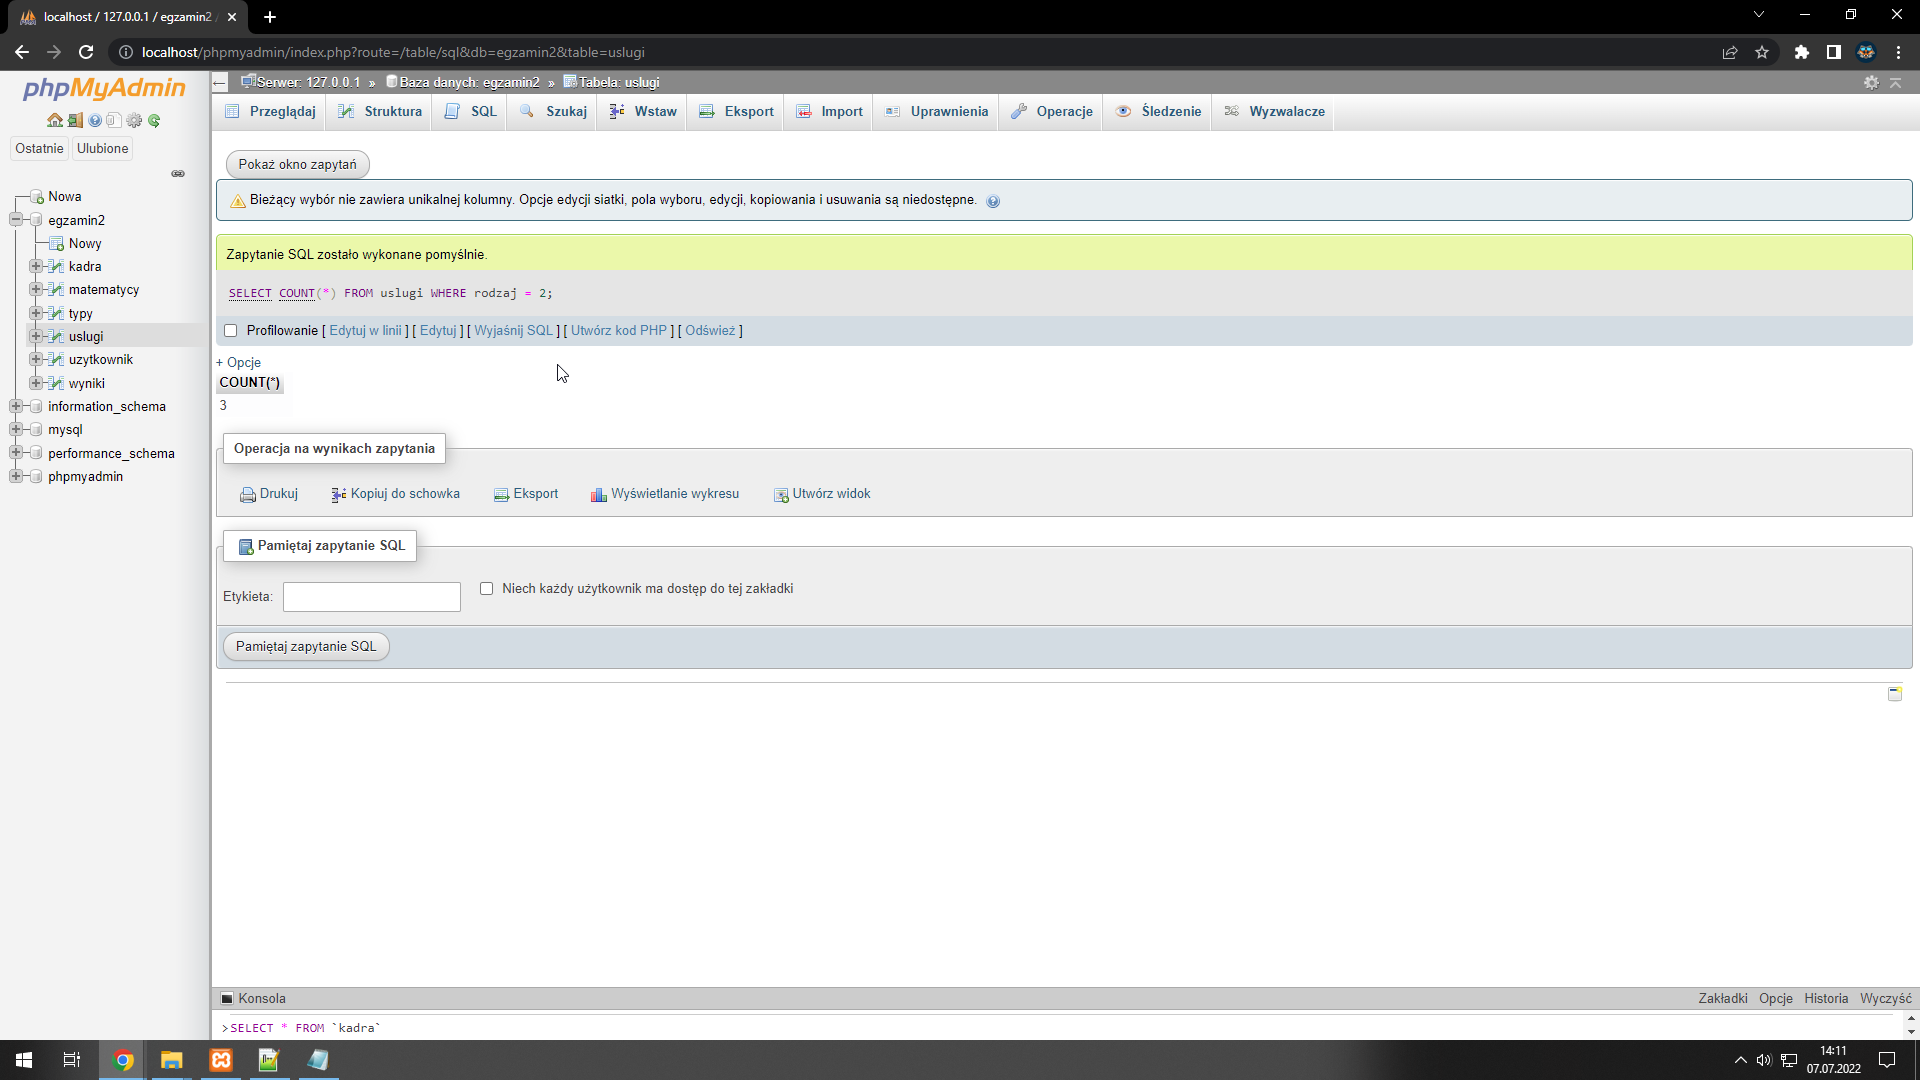 localhost / 127.0.0.1 / egzamin2
localhost/phpmyadmin/index.php?route=/table/sql&db=egzamin2&table=uslugi
phpMyAdmin
Ostatnie
Ulubione
Nowa
egzamin2
Nowy
kadra
matematycy
typy
uslugi
uzytkownik
wyniki
information_schema
mysql
performance_schema
phpmyadmin
Serwer: 127.0.0.1 » Baza danych: egzamin2 » Tabela: uslugi
Przeglądaj Struktura SQL Szukaj Wstaw Eksport Import Uprawnienia Operacje Śledzenie Wyzwalacze
Pokaż okno zapytań
Bieżący wybór nie zawiera unikalnej kolumny. Opcje edycji siatki, pola wyboru, edycji, kopiowania i usuwania są niedostępne.
Zapytanie SQL zostało wykonane pomyślnie.
SELECT COUNT(*) FROM uslugi WHERE rodzaj = 2;
Profilowanie [ Edytuj w linii ] [ Edytuj ] [ Wyjaśnij SQL ] [ Utwórz kod PHP ] [ Odśwież ]
+ Opcje
COUNT(*)
3
Operacja na wynikach zapytania
Drukuj Kopiuj do schowka Eksport Wyświetlanie wykresu Utwórz widok
Pamiętaj zapytanie SQL
Etykieta:
Niech każdy użytkownik ma dostęp do tej zakładki
Pamiętaj zapytanie SQL
Konsola
Zakładki Opcje Historia Wyczyść
>SELECT * FROM `kadra`
14:11
07.07.2022